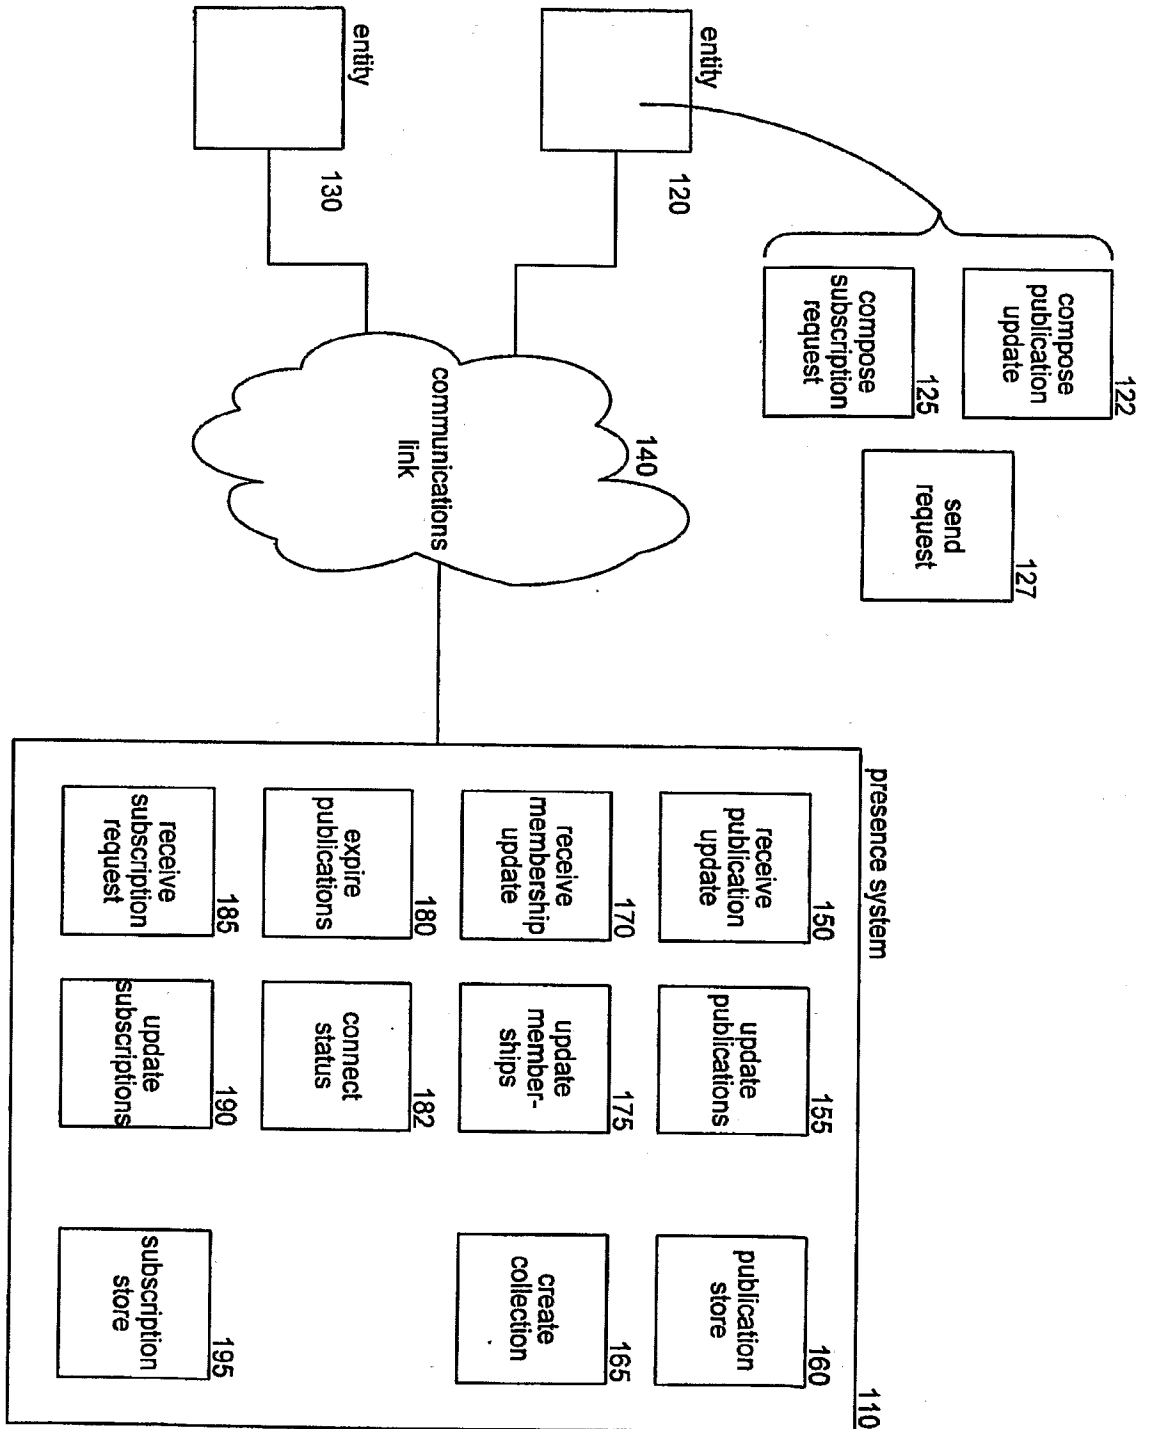 122
compose
publication
update
125
compose
subscription
request
127
send
request
entity
120
entity
130
140
communications
link
presence system
110
150
receive
publication
update
155
update
publications
160
publication
store
170
receive
membership
update
175
update
member-
ships
165
create
collection
180
expire
publications
182
connect
status
185
receive
subscription
request
190
update
subscriptions
195
subscription
store